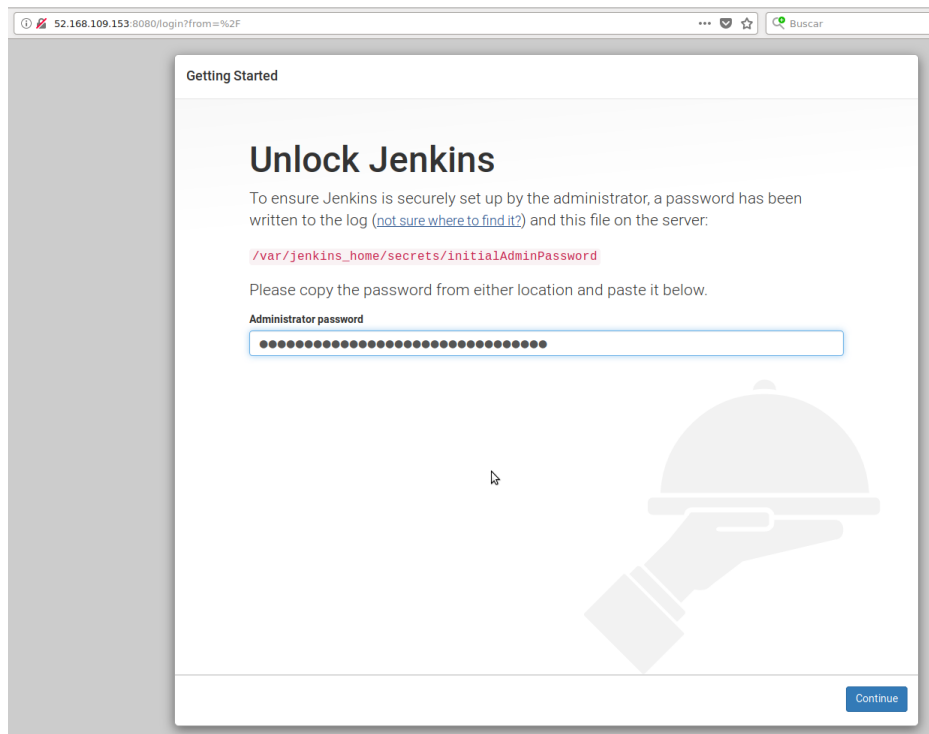 52.168.109.153:8080/login?from=%2F
Buscar
Getting Started
Unlock Jenkins
To ensure Jenkins is securely set up by the administrator, a password has been
written to the log (not sure where to find it?) and this file on the server:
/var/jenkins_home/secrets/initialAdminPassword
Please copy the password from either location and paste it below.
Administrator password
Continue